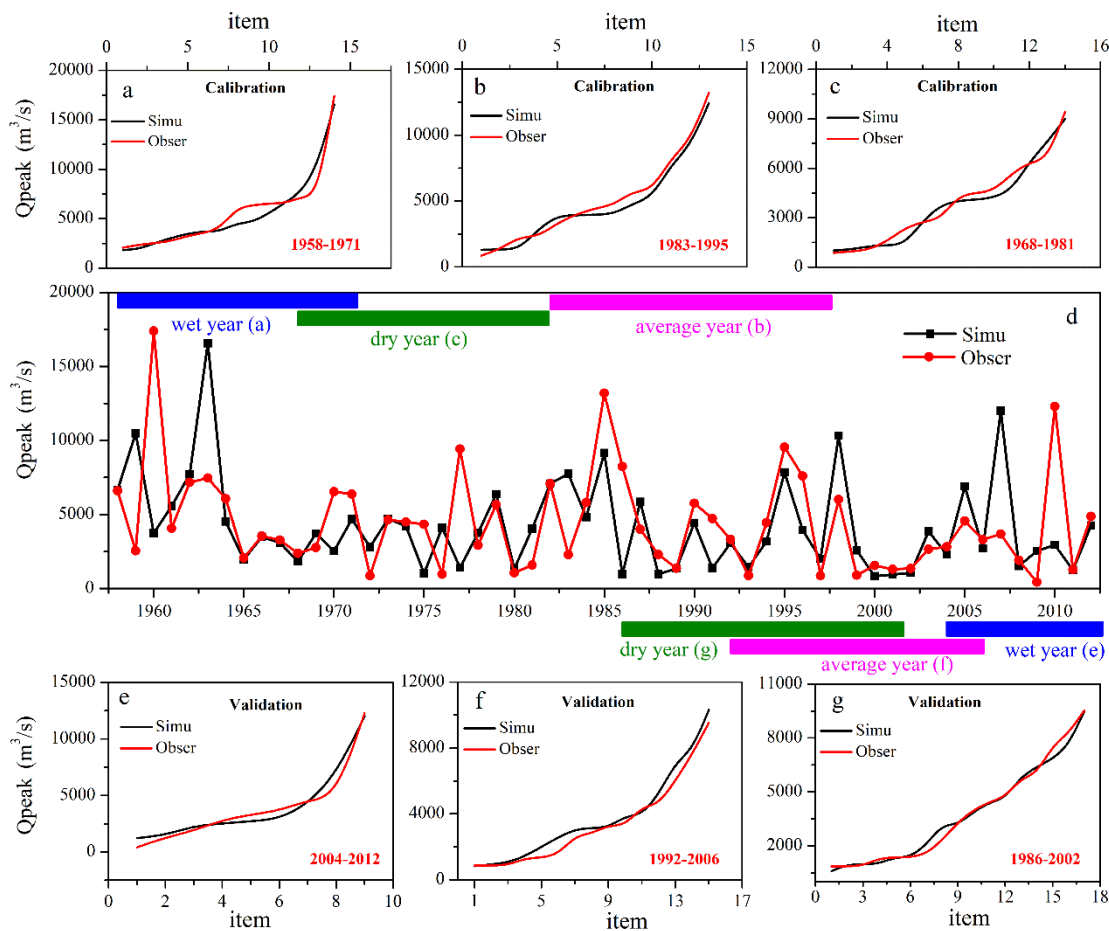 item item item
0 5 10 15 0 5 10 15 0 4 8 12 16
20000 15000 12000
a Calibration b Calibration c Calibration
Simu Simu Simu
Obser Obser Obser
15000 10000 9000
10000 6000
5000 5000 3000
0 0 0
Qpeak (m³/s)
1958-1971 1983-1995 1968-1981
20000
wet year (a) dry year (c) average year (b) d
Simu
Obser
15000
10000
5000
0
Qpeak (m³/s)
1960 1965 1970 1975 1980 1985 1990 1995 2000 2005 2010
dry year (g) average year (f) wet year (e)
15000 12000 11000
e Validation f Validation g Validation
Simu Simu Simu
Obser Obser Obser
10000 8000 8000
5000 4000 5000
0 0 2000
Qpeak (m³/s)
2004-2012 1992-2006 1986-2002
0 2 4 6 8 10 1 5 9 13 17 0 3 6 9 12 15 18
item item item